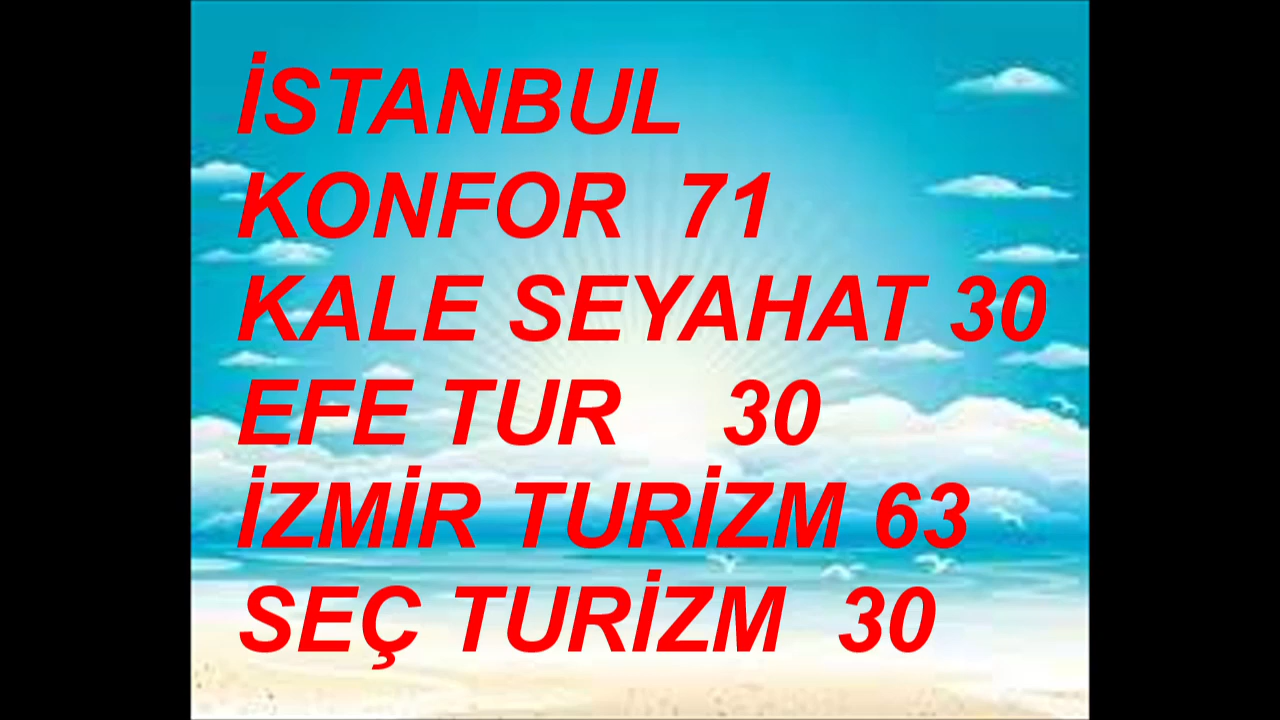 İSTANBUL
KONFOR 71
KALE SEYAHAT 30
EFE TUR 30
İZMİR TURİZM 63
SEÇ TURİZM 30